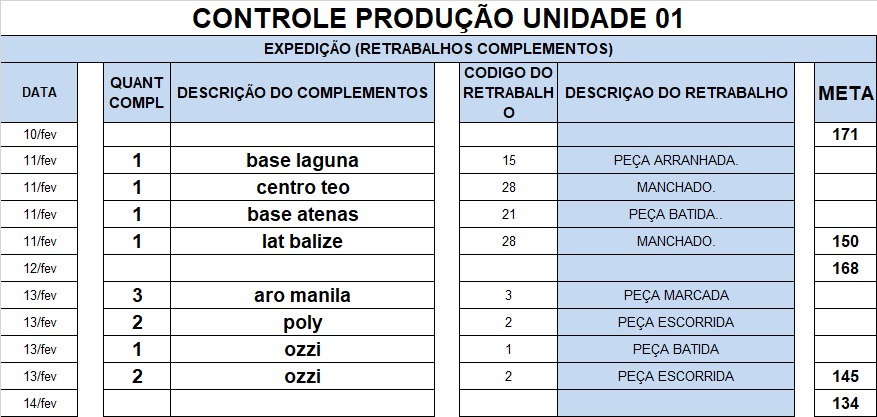 CONTROLE PRODUÇÃO UNIDADE 01
EXPEDIÇÃO (RETRABALHOS COMPLEMENTOS)
DATA QUANT COMPL DESCRIÇÃO DO COMPLEMENTOS CODIGO DO RETRABALHO DESCRIÇAO DO RETRABALHO META
10/fev 171
11/fev 1 base laguna 15 PEÇA ARRANHADA.
11/fev 1 centro teo 28 MANCHADO.
11/fev 1 base atenas 21 PEÇA BATIDA..
11/fev 1 lat balize 28 MANCHADO. 150
12/fev 168
13/fev 3 aro manila 3 PEÇA MARCADA
13/fev 2 poly 2 PEÇA ESCORRIDA
13/fev 1 ozzi 1 PEÇA BATIDA
13/fev 2 ozzi 2 PEÇA ESCORRIDA 145
14/fev 134